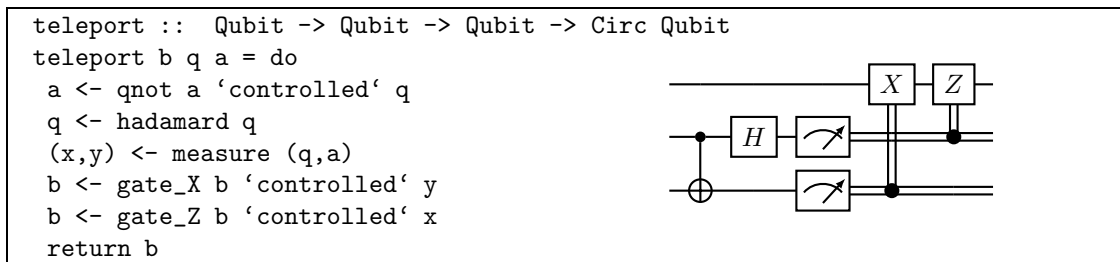 teleport :: Qubit -> Qubit -> Qubit -> Circ Qubit
teleport b q a = do
a <- qnot a ‘controlled‘ q
q <- hadamard q
(x,y) <- measure (q,a)
b <- gate_X b ‘controlled‘ y
b <- gate_Z b ‘controlled‘ x
return b
X Z
H